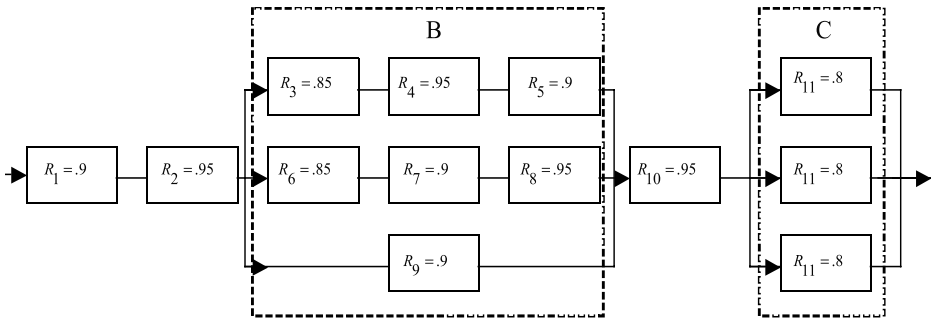 B
C
R3 = .85
R4 = .95
R5 = .9
R11 = .8
R1 = .9
R2 = .95
R6 = .85
R7 = .9
R8 = .95
R10 = .95
R11 = .8
R9 = .9
R11 = .8